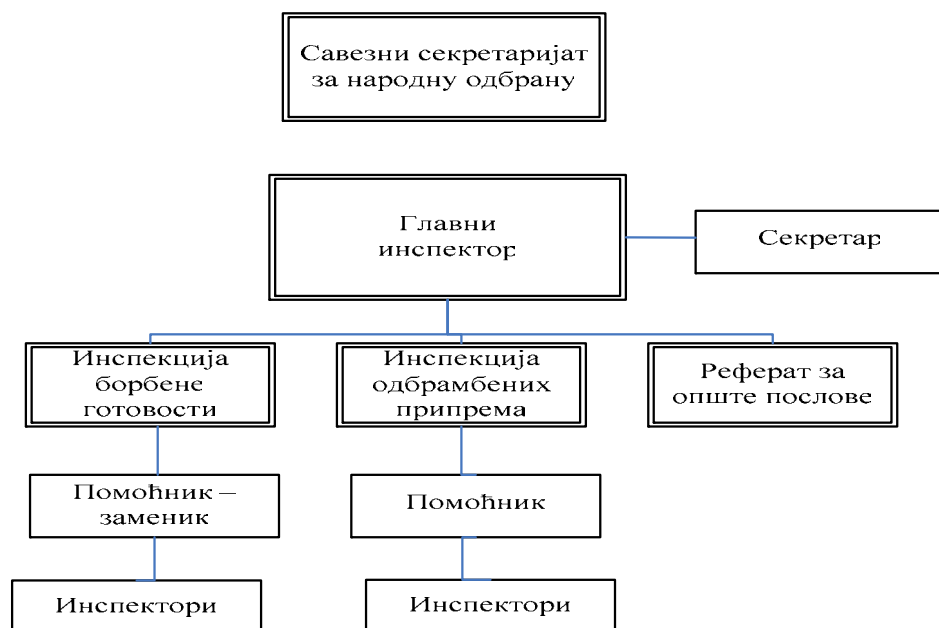 Савезни секретаријат
за народну одбрану
Главни
инспектор
Секретар
Инспекција
борбене
готовости
Инспекција
одбрамбених
припрема
Реферат за
опште послове
Помоћник –
заменик
Помоћник
Инспектори
Инспектори